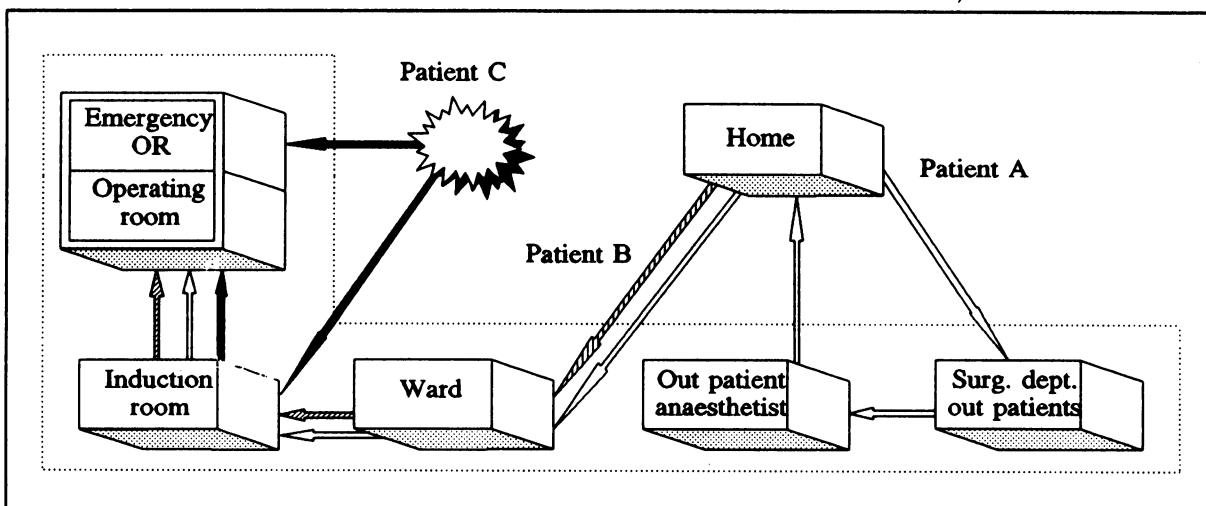 Patient C
Emergency
OR
Operating
room
Home
Patient A
Patient B
Induction
room
Ward
Out patient
anaesthetist
Surg. dept.
out patients